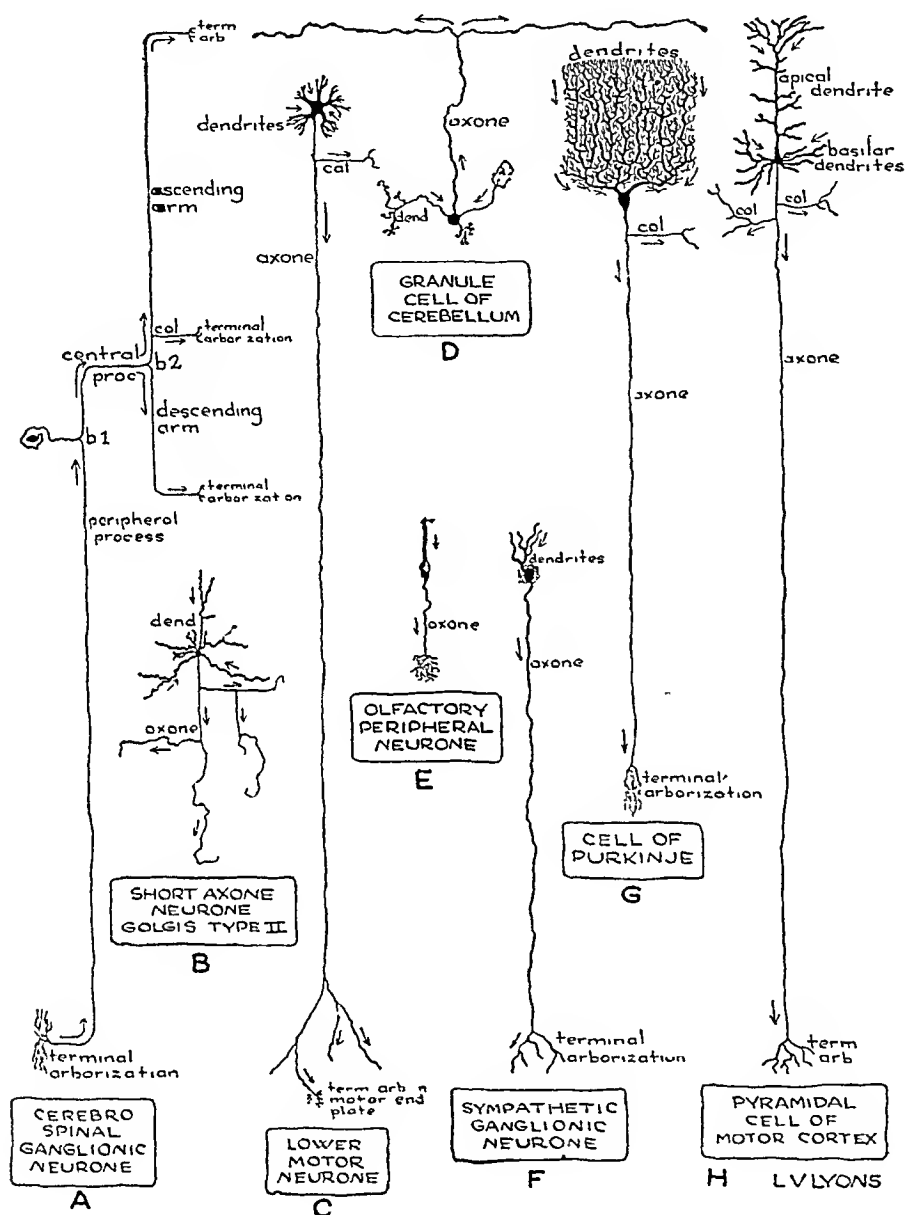 term
arb
ascending
arm
col
terminal
arborization
central
proc
b2
b1
descending
arm
terminal
arborization
peripheral
process
terminal
arborization
CEREBRO
SPINAL
GANGLIONIC
NEURONE
A
dend
axone
SHORT AXONE
NEURONE
GOLGIS TYPE II
B
dendrites
col
axone
term arb n
motor end
plate
LOWER
MOTOR
NEURONE
C
axone
dend
GRANULE
CELL OF
CEREBELLUM
D
axone
OLFACTORY
PERIPHERAL
NEURONE
E
dendrites
axone
terminal
arborization
SYMPATHETIC
GANGLIONIC
NEURONE
F
dendrites
col
axone
terminal
arborization
CELL OF
PURKINJE
G
apical
dendrite
basilar
dendrites
col
col
axone
term
arb
PYRAMIDAL
CELL OF
MOTOR CORTEX
H
LVLYONS